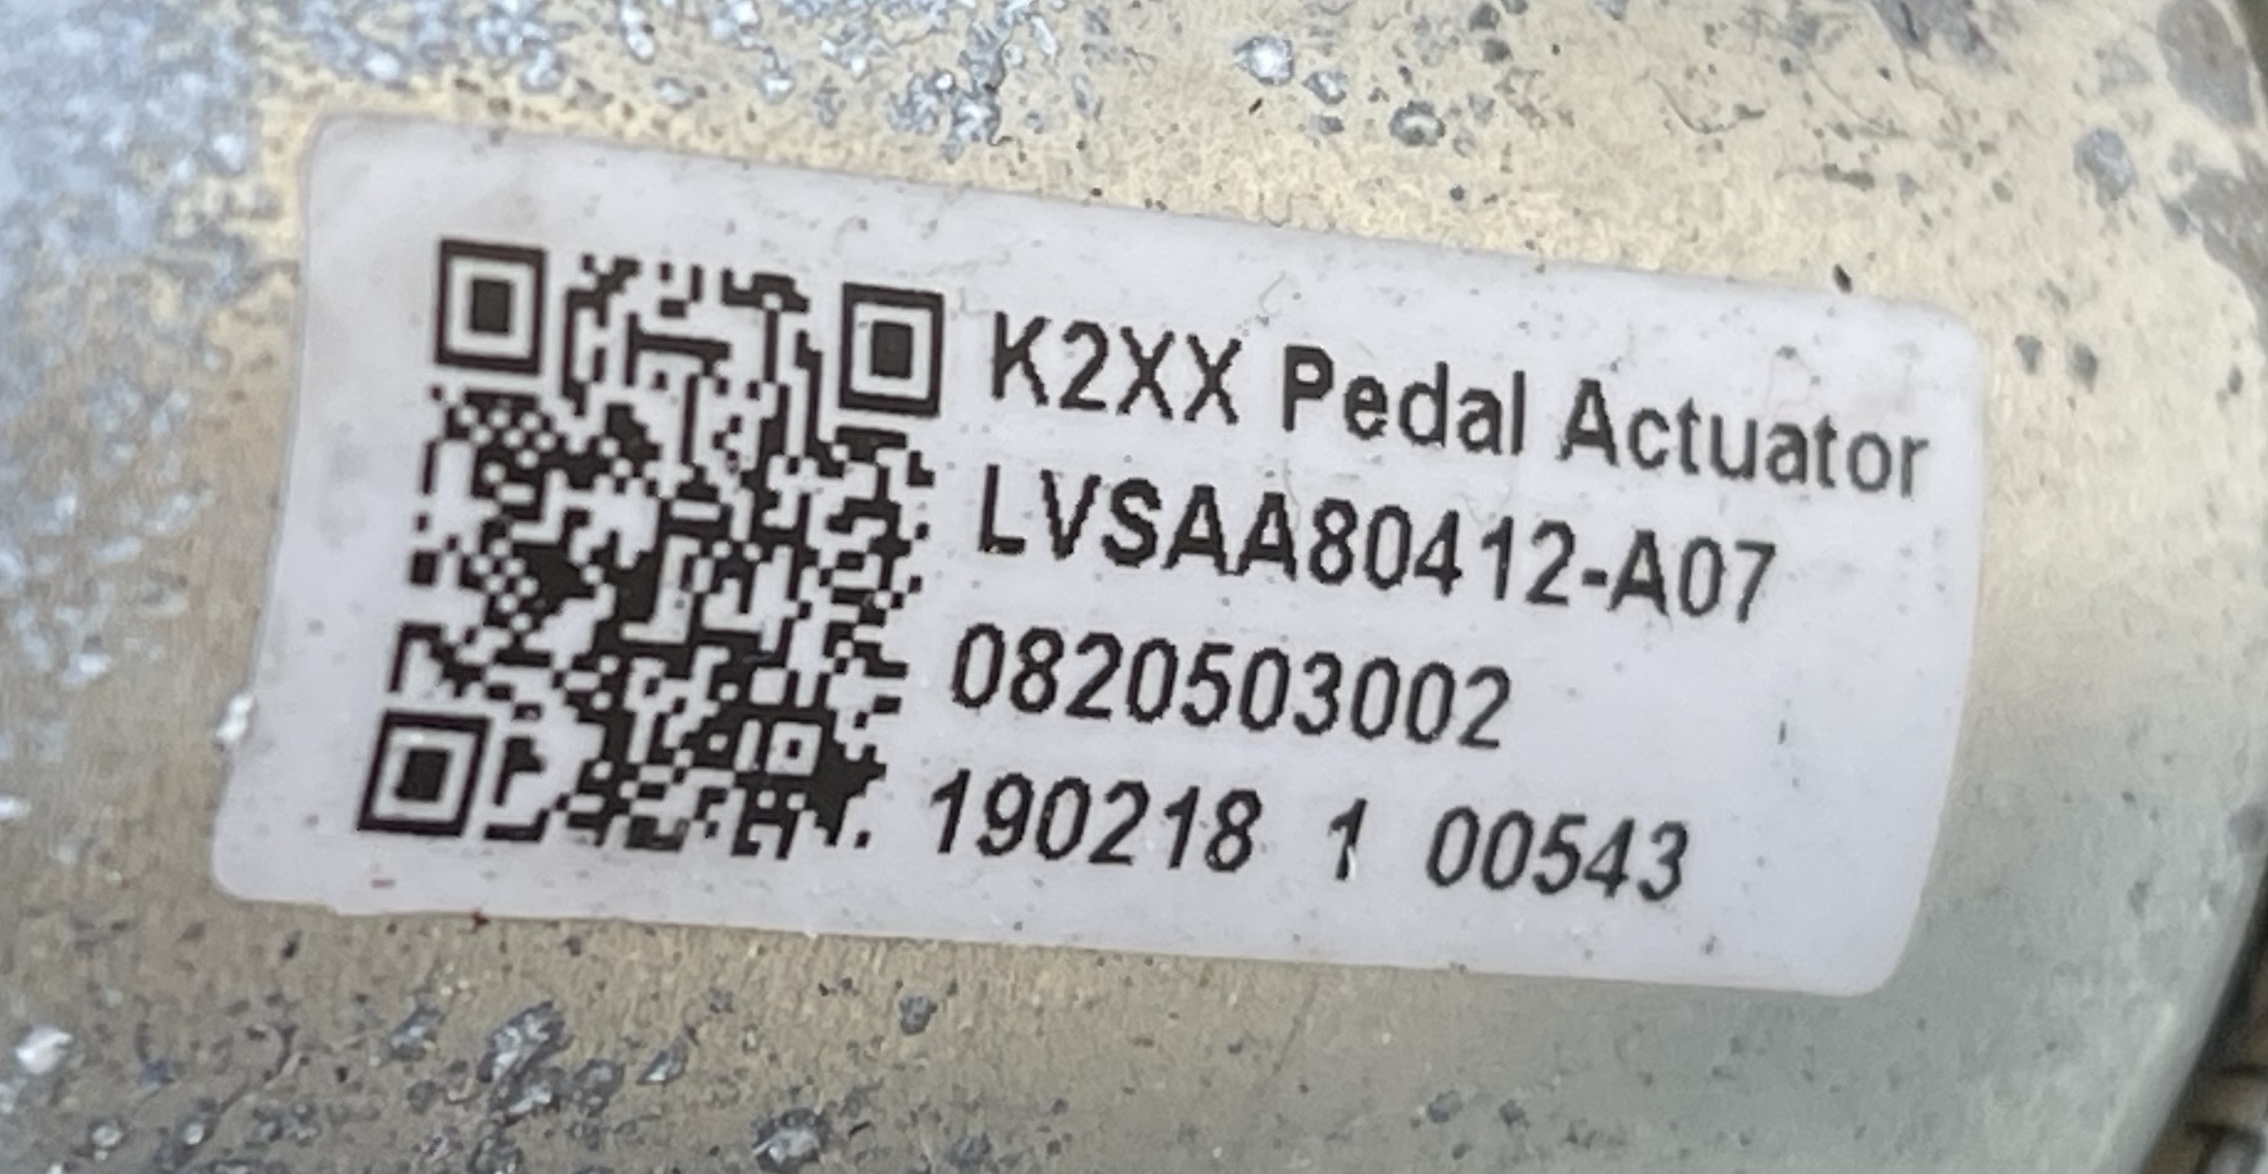 K2XX Pedal Actuator
LVSAA80412-A07
0820503002
190218 1 00543